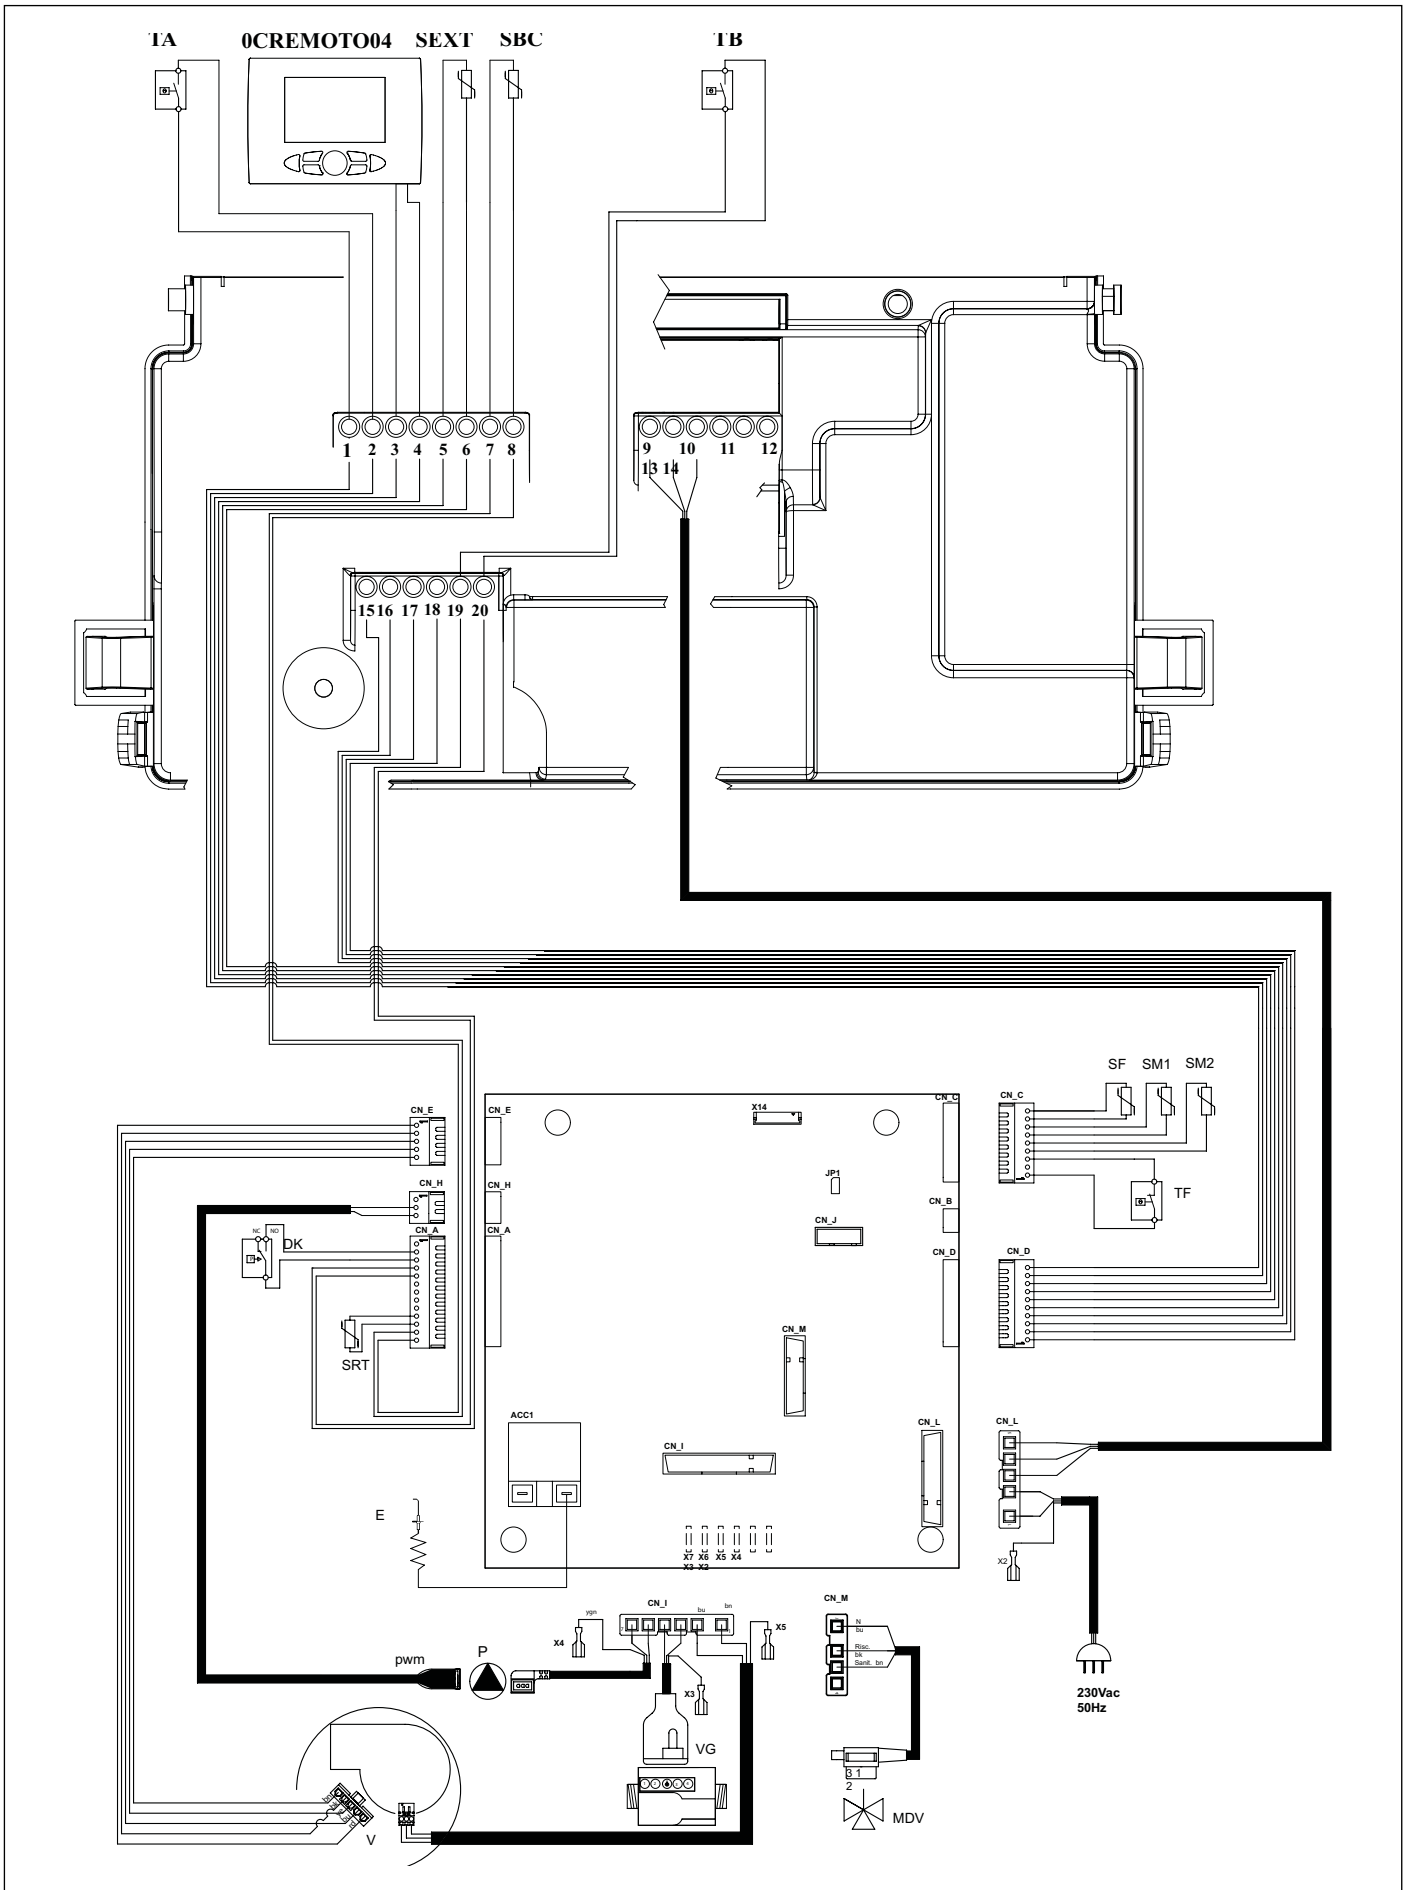 TA 0CREMOTO04 SEXT SBC TB
1 2 3 4 5 6 7 8
9 10 11 12
13 14
15 16 17 18 19 20
SF SM1 SM2
CN_E CN_E X14 CN_C CN_C
JP1
CN_H CN_H CN_B TF
CN_A CN_A CN_J
NC NO DK
CN_D CN_D
CN_M
SRT
ACC1 CN_I CN_L CN_L
E
X7 X6 X5 X4
X3 X2
X2
CN_I bu bn
ygn
X4 X5
CN_M
N
bu
Risc.
bk
Sanit. bn
P
pwm
X3
230Vac
50Hz
VG
3 1
2
MDV
V